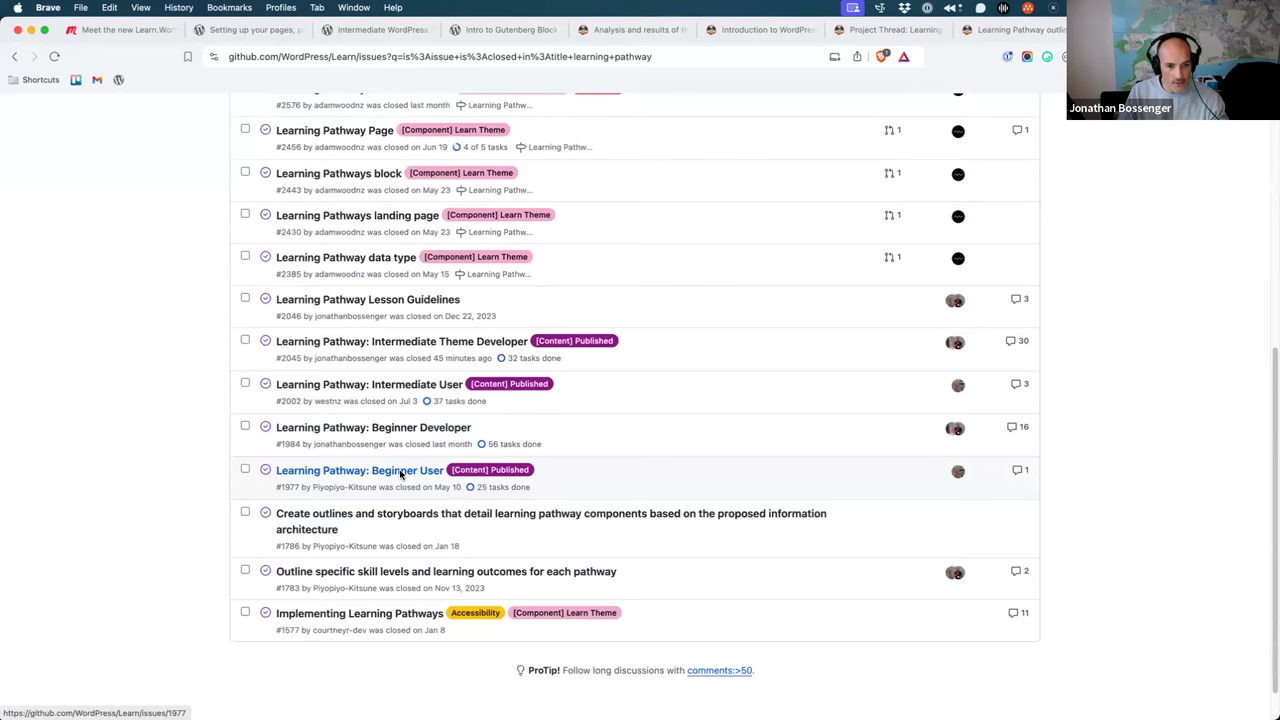 Brave File Edit View History Bookmarks Profiles Tab Window Help
Meet the new Learn.Wor
Setting up your pages, p
Intermediate WordPress
Intro to Gutenberg Block
Analysis and results of th
Introduction to WordPress
Project Thread: Learning
Learning Pathway outli
github.com/WordPress/Learn/issues?q=is%3Aissue+is%3Aclosed+in%3Atitle+learning+pathway
Shortcuts
Jonathan Bossenger
#2576 by adamwoodnz was closed last month Learning Pathw...
Learning Pathway Page [Component] Learn Theme 1 1
#2456 by adamwoodnz was closed on Jun 19 4 of 5 tasks Learning Pathw...
Learning Pathways block [Component] Learn Theme 1
#2443 by adamwoodnz was closed on May 23 Learning Pathw...
Learning Pathways landing page [Component] Learn Theme 1
#2430 by adamwoodnz was closed on May 23 Learning Pathw...
Learning Pathway data type [Component] Learn Theme 1
#2385 by adamwoodnz was closed on May 15 Learning Pathw...
Learning Pathway Lesson Guidelines 3
#2046 by jonathanbossenger was closed on Dec 22, 2023
Learning Pathway: Intermediate Theme Developer [Content] Published 30
#2045 by jonathanbossenger was closed 45 minutes ago 32 tasks done
Learning Pathway: Intermediate User [Content] Published 3
#2002 by westnz was closed on Jul 3 37 tasks done
Learning Pathway: Beginner Developer 16
#1984 by jonathanbossenger was closed last month 56 tasks done
Learning Pathway: Beginner User [Content] Published 1
#1977 by Piyopiyo-Kitsune was closed on May 10 25 tasks done
Create outlines and storyboards that detail learning pathway components based on the proposed information
architecture
#1786 by Piyopiyo-Kitsune was closed on Jan 18
Outline specific skill levels and learning outcomes for each pathway 2
#1783 by Piyopiyo-Kitsune was closed on Nov 13, 2023
Implementing Learning Pathways Accessibility [Component] Learn Theme 11
#1577 by courtneyr-dev was closed on Jan 8
ProTip! Follow long discussions with comments:>50.
https://github.com/WordPress/Learn/issues/1977